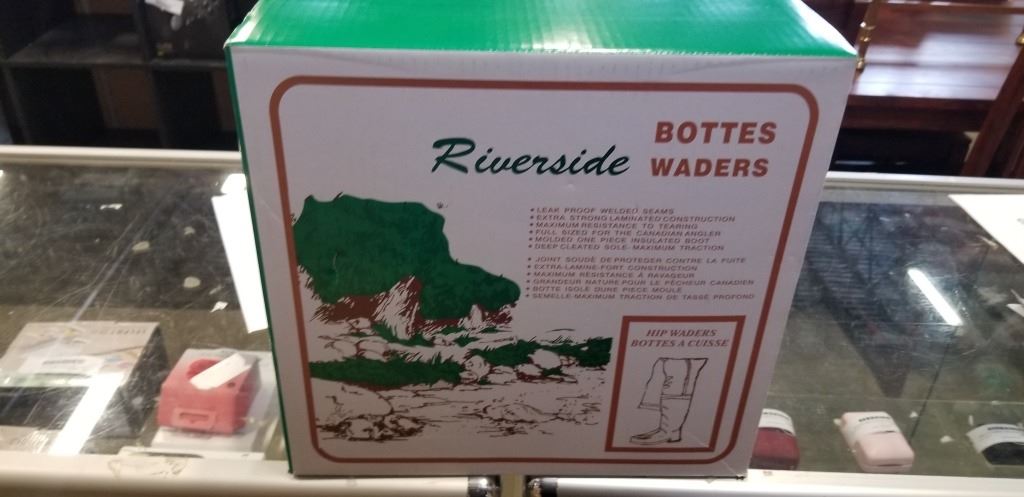 Riverside
BOTTES
WADERS
• LEAK PROOF WELDED SEAMS
• EXTRA STRONG LAMINATED CONSTRUCTION
• MAXIMUM RESISTANCE TO TEARING
• FULL SIZED FOR THE CANADIAN ANGLER
• MOLDED ONE PIECE INSULATED BOOT
• DEEP CLEATED SOLE-MAXIMUM TRACTION
• JOINT SOUDÉ DE PROTEGER CONTRE LA FUITE
• EXTRA-LAMINE-FORT CONSTRUCTION
• MAXIMUM RESISTANCE À RAVAGEUR
• GRANDEUR NATURE POUR LE PÊCHEUR CANADIEN
• BOTTE ISOLÉ DUNE PIECE MOULÉ
• SEMELLE-MAXIMUM TRACTION DE TASSÉ PROFOND
HIP WADERS
BOTTES A CUISSE